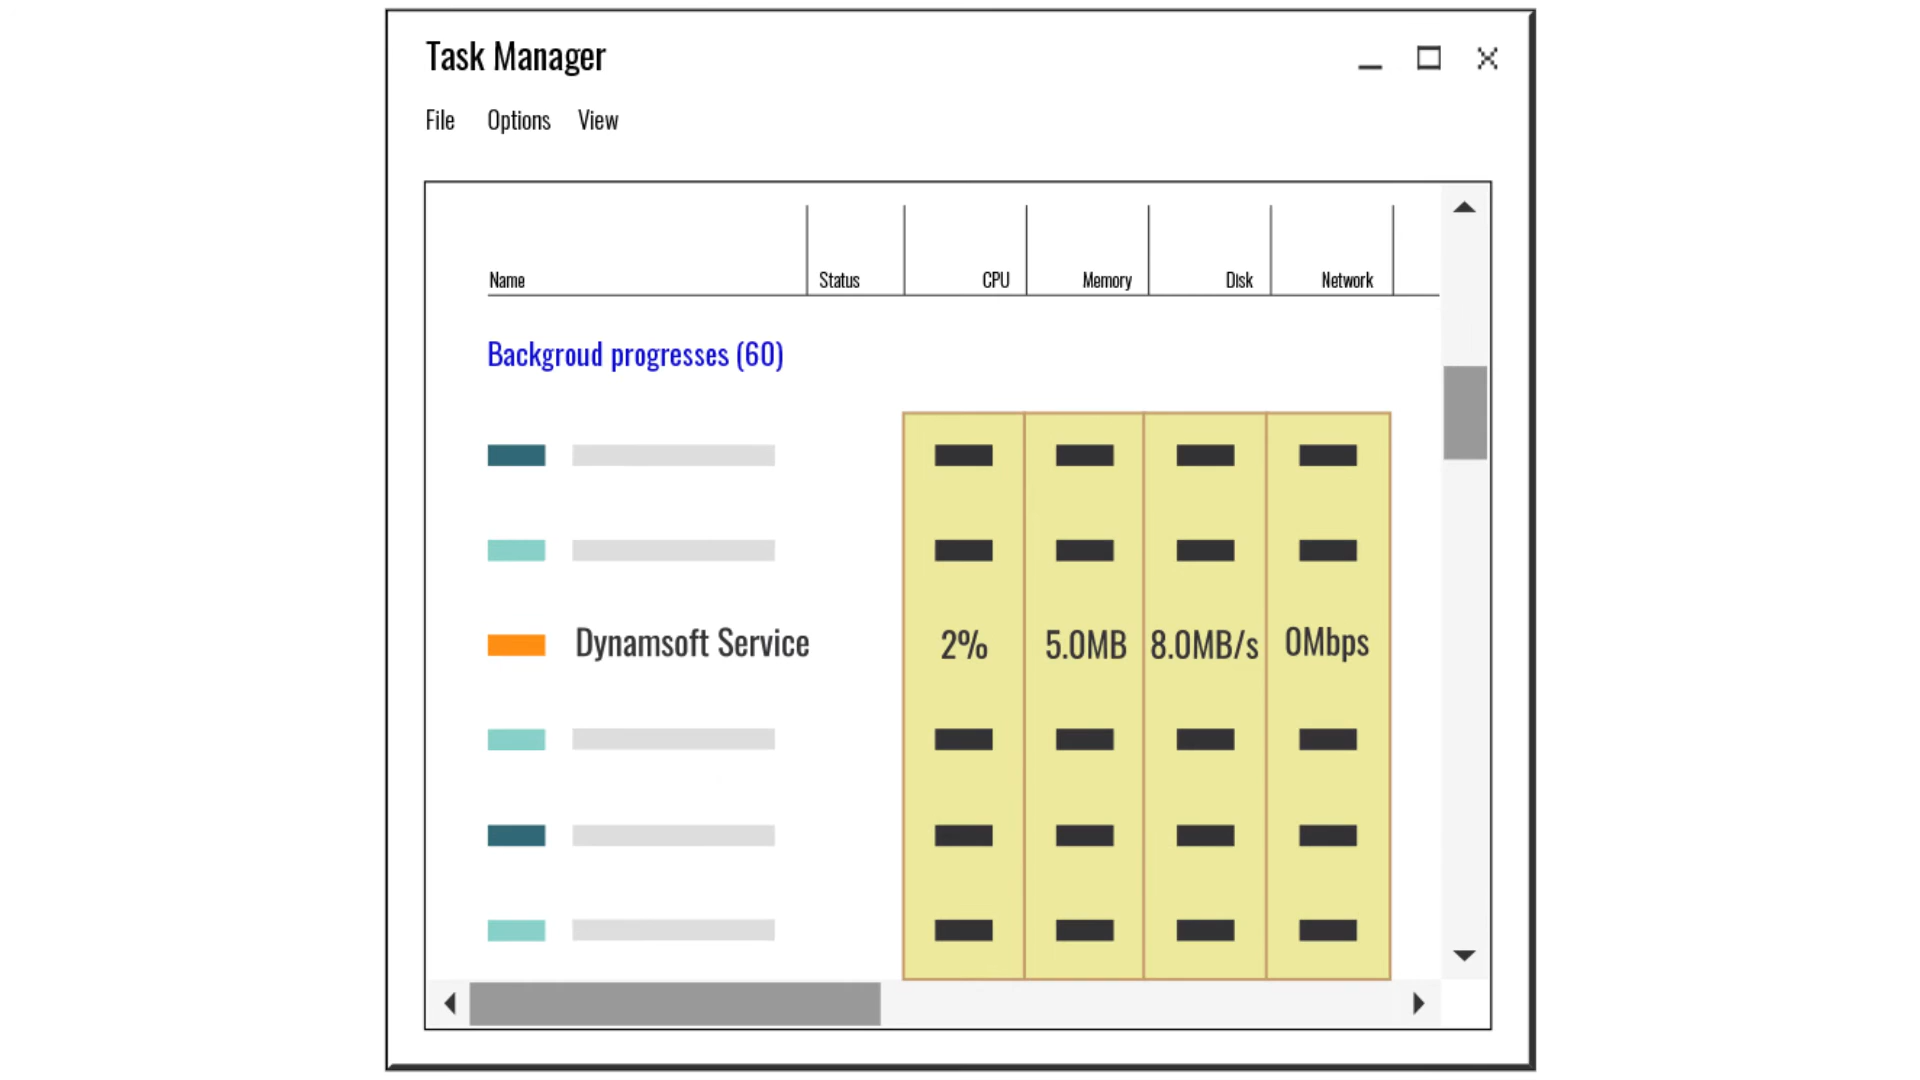 Task Manager
File Options View
Name Status CPU Memory Disk Network
Backgroud progresses (60)
Dynamsoft Service 2% 5.0MB 8.0MB/s 0Mbps